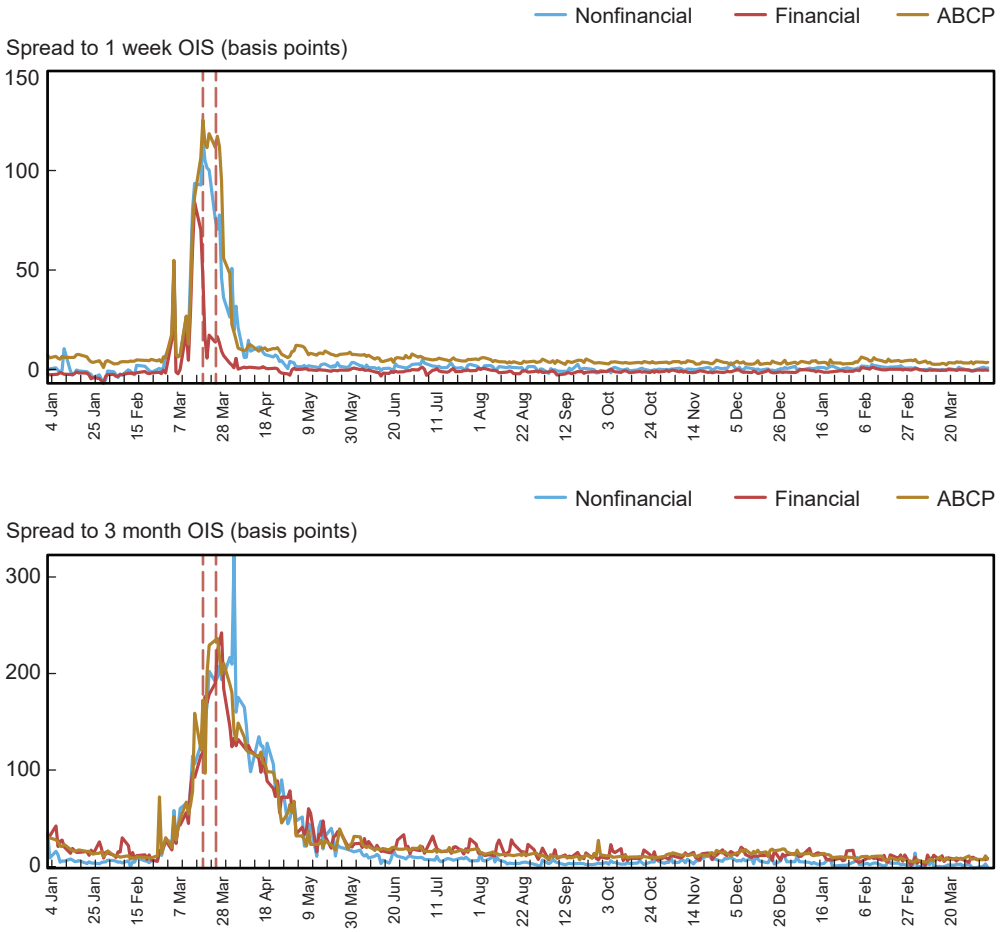 Nonfinancial Financial ABCP
Spread to 1 week OIS (basis points)
150
100
50
0
4 Jan 25 Jan 15 Feb 7 Mar 28 Mar 18 Apr 9 May 30 May 20 Jun 11 Jul 1 Aug 22 Aug 12 Sep 3 Oct 24 Oct 14 Nov 5 Dec 26 Dec 16 Jan 6 Feb 27 Feb 20 Mar
Nonfinancial Financial ABCP
Spread to 3 month OIS (basis points)
300
200
100
0
4 Jan 25 Jan 15 Feb 7 Mar 28 Mar 18 Apr 9 May 30 May 20 Jun 11 Jul 1 Aug 22 Aug 12 Sep 3 Oct 24 Oct 14 Nov 5 Dec 26 Dec 16 Jan 6 Feb 27 Feb 20 Mar